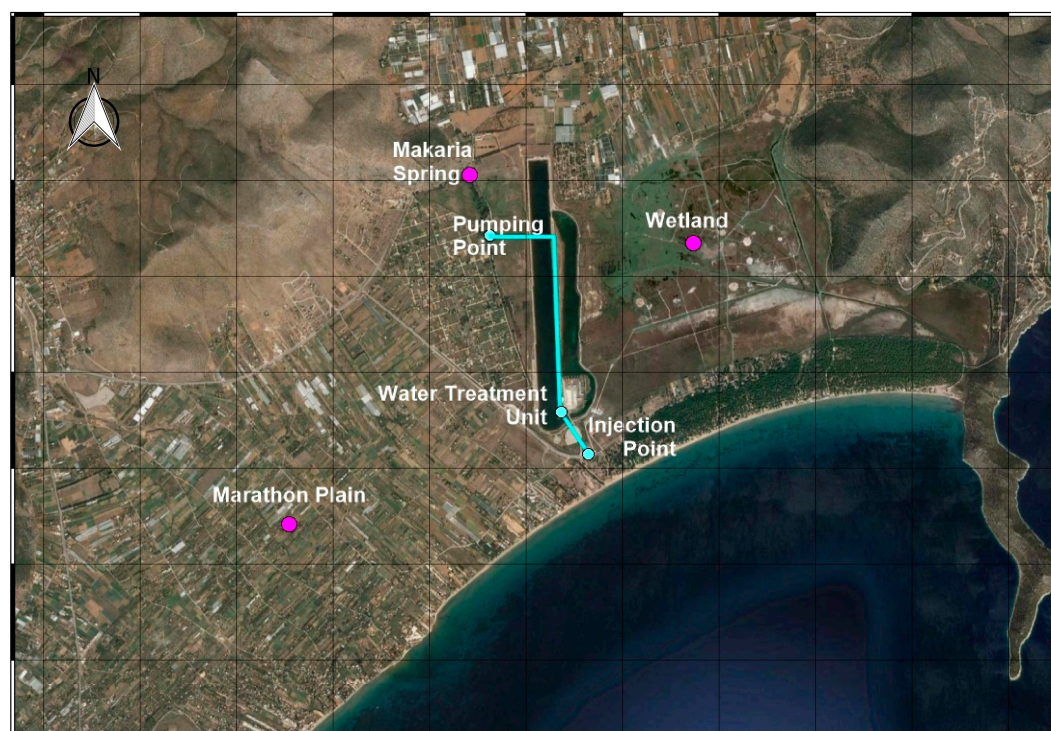 N
Makaria
Spring
Pumping
Point
Wetland
Water Treatment
Unit
Injection
Point
Marathon Plain